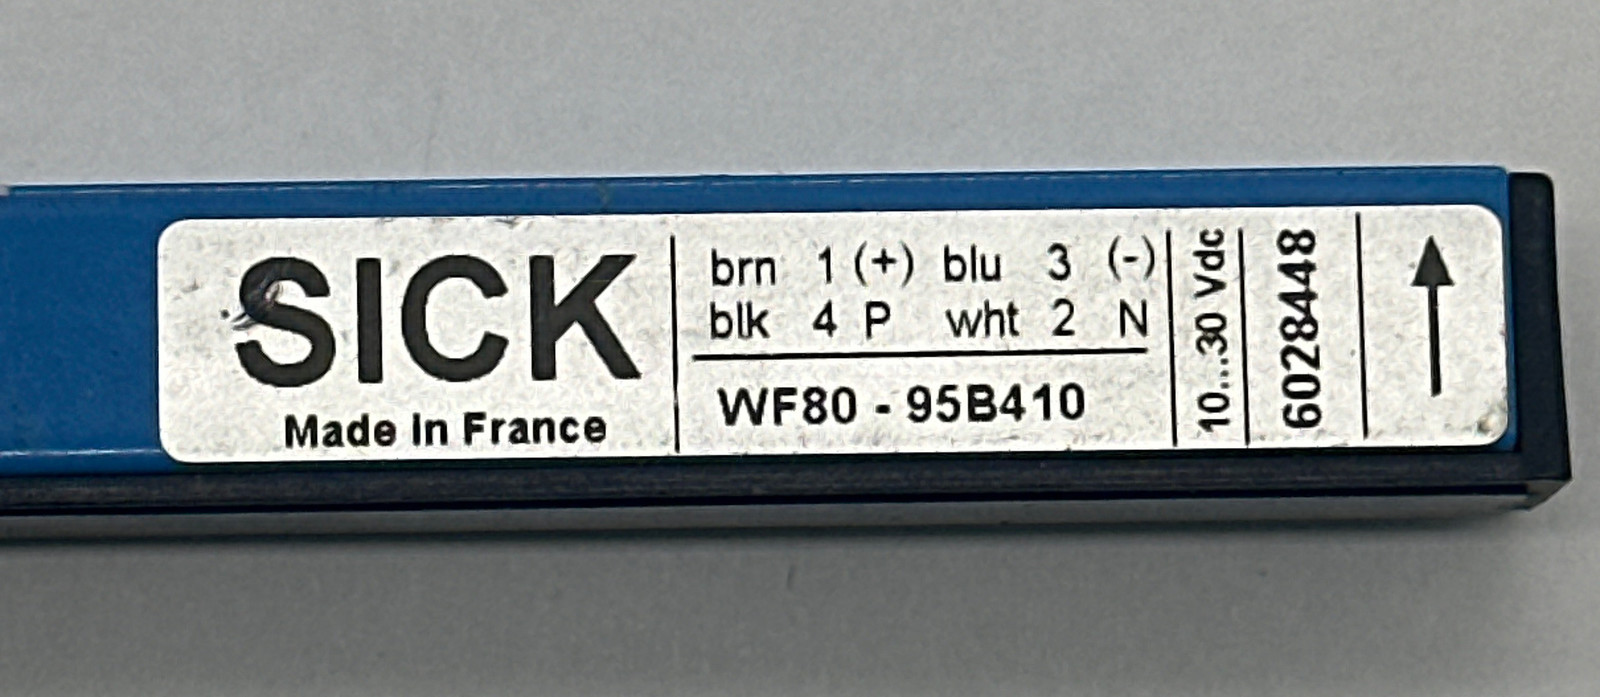 SICK
Made in France
brn 1 (+) blu 3 (-)
blk 4 P wht 2 N
WF80 - 95B410
10...30 Vdc
6028448